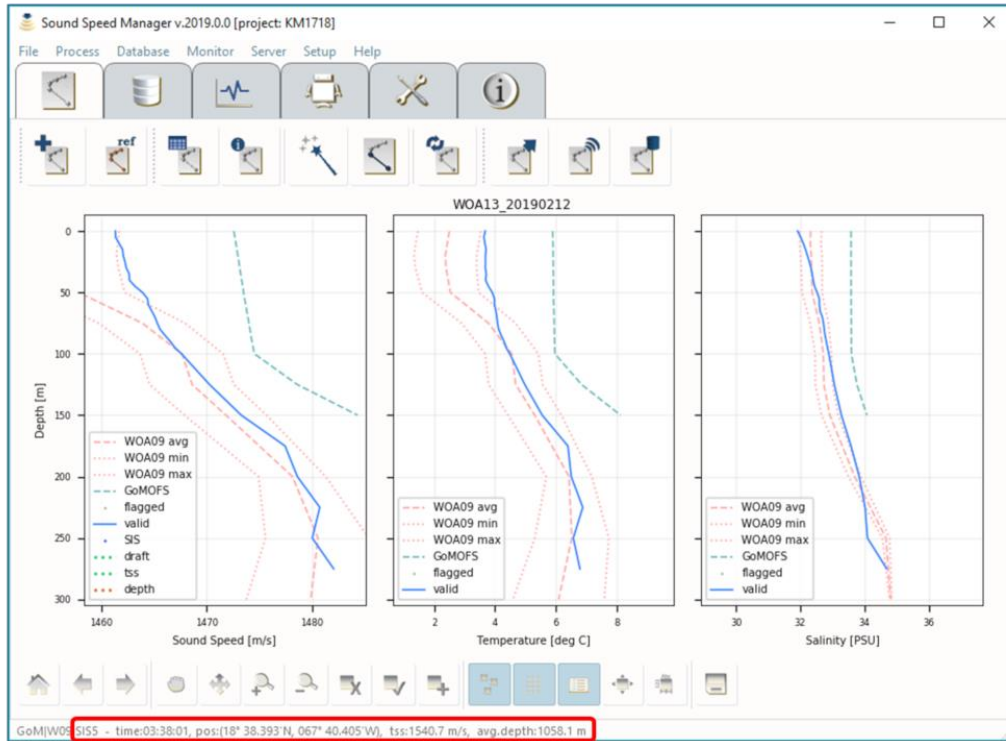 Sound Speed Manager v.2019.0.0 [project: KM1718]
File Process Database Monitor Server Setup Help
ref
WOA13_20190212
0
50
100
150
200
250
300
Depth [m]
WOA09 avg
WOA09 min
WOA09 max
GoMOFS
flagged
valid
SIS
draft
tss
depth
1460 1470 1480
Sound Speed [m/s]
WOA09 avg
WOA09 min
WOA09 max
GoMOFS
flagged
valid
2 4 6 8
Temperature [deg C]
WOA09 avg
WOA09 min
WOA09 max
GoMOFS
flagged
valid
30 32 34 36
Salinity [PSU]
GoM|W09 SIS5 - time:03:38:01, pos:(18° 38.393'N, 067° 40.405'W), tss:1540.7 m/s, avg.depth:1058.1 m